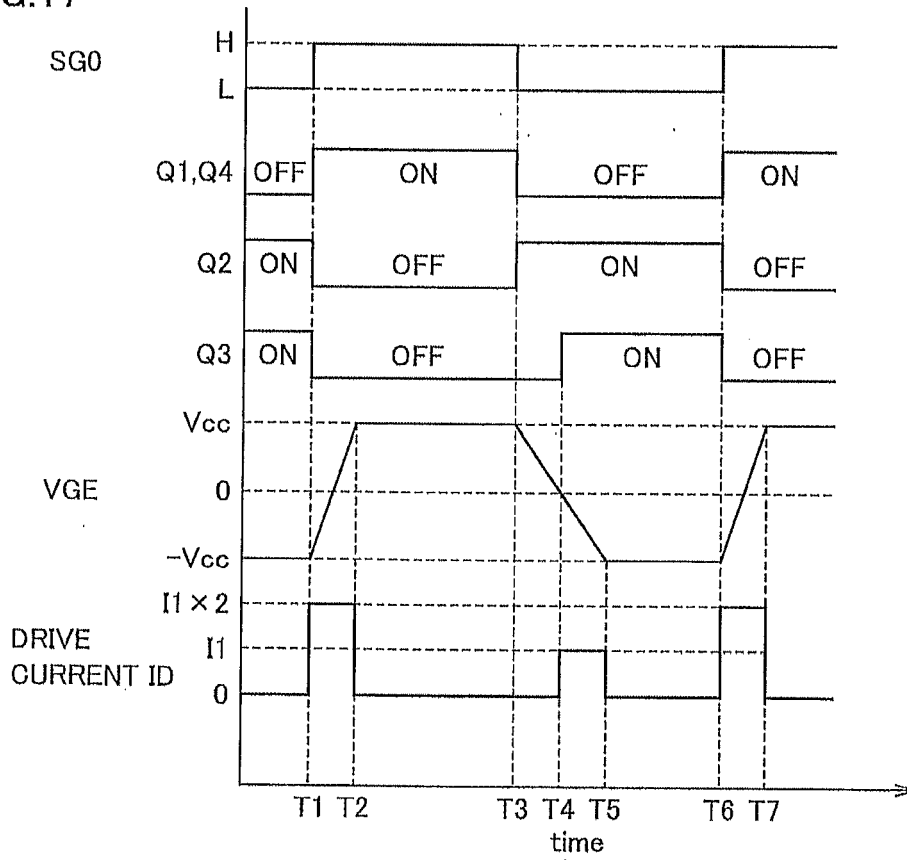 G.17
SG0
H
L
Q1,Q4 OFF ON OFF ON
Q2 ON OFF ON OFF
Q3 ON OFF ON OFF
VGE
Vcc
0
-Vcc
DRIVE
CURRENT ID
I1×2
I1
0
T1 T2 T3 T4 T5 T6 T7
time